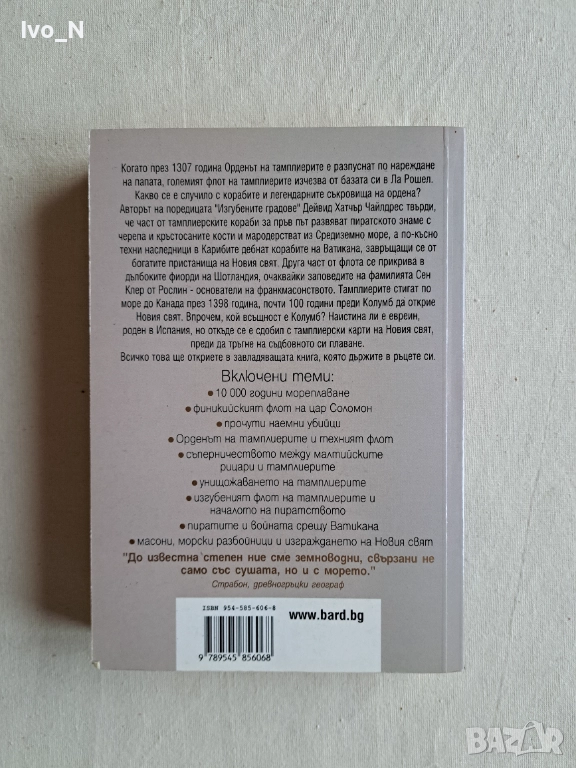 Ivo_N
Когато през 1307 година Орденът на тамплиерите е разпуснат по нареждане
на папата, големият флот на тамплиерите изчезва от базата си в Ла Рошел.
Какво се е случило с корабите и легендарните съкровища на ордена?
Авторът на поредицата "Изгубените градове" Дейвид Хатчър Чайлдрес твърди,
че част от тамплиерските кораби за пръв път развяват пиратското знаме с
черепа и кръстосаните кости и мародерстват из Средиземно море, а по-късно
техни наследници в Карибите дебнат корабите на Ватикана, завръщащи се от
богатите пристанища на Новия свят. Друга част от флота се прикрива в
дълбоките фиорди на Шотландия, очаквайки заповедите на фамилията Сен
Клер от Рослин - основатели на франкмасонството. Тамплиерите стигат по
море до Канада през 1398 година, почти 100 години преди Колумб да открие
Новия свят. Впрочем, кой всъщност е Колумб? Наистина ли е евреин,
роден в Испания, но откъде се е сдобил с тамплиерски карти на Новия свят,
преди да тръгне на съдбовното си плаване.
Всичко това ще откриете в завладяващата книга, която държите в ръцете си.
Включени теми:
• 10 000 години мореплаване
• финикийският флот на цар Соломон
• прочути наемни убийци
• Орденът на тамплиерите и техният флот
• съперничеството между малтийските
рицари и тамплиерите
• унищожаването на тамплиерите
• изгубеният флот на тамплиерите и
началото на пиратството
• пиратите и войната срещу Ватикана
• масони, морски разбойници и изграждането на Новия свят
"До известна степен ние сме земноводни, свързани не
само със сушата, но и с морето."
Страбон, древногръцки географ
ISBN 954-585-606-8
www.bard.bg
9 789545 856068
BAZAR